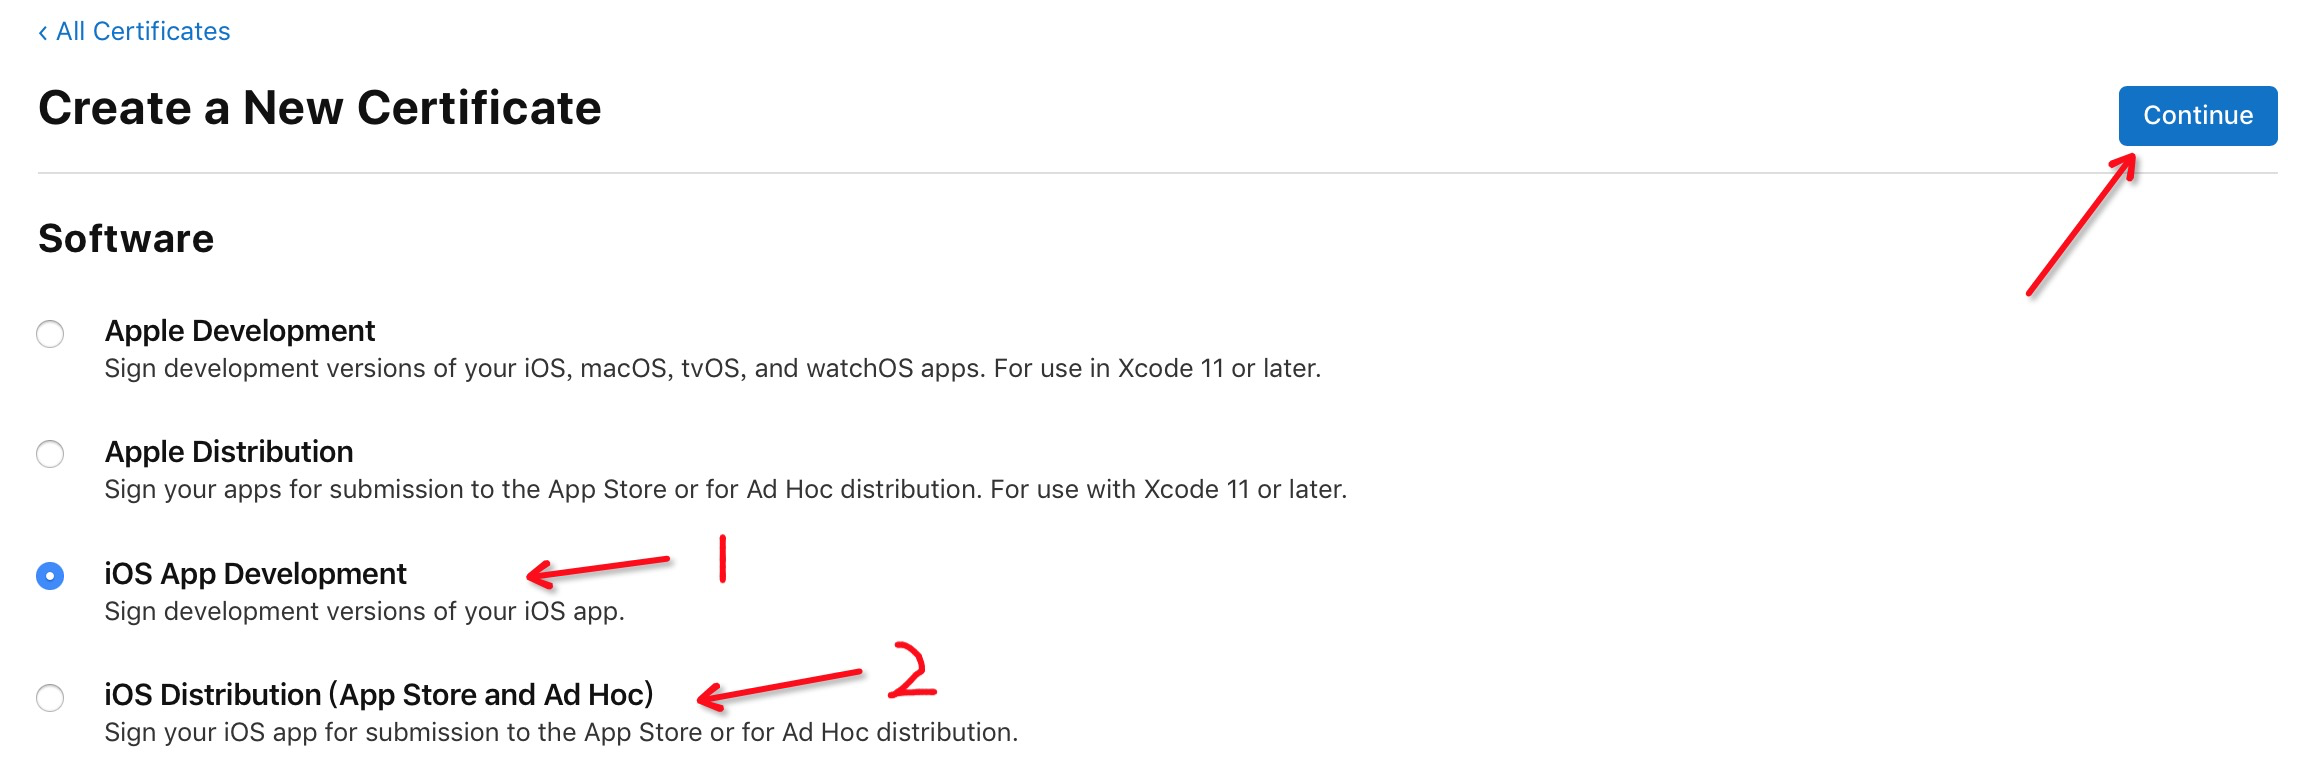 ‹ All Certificates
Create a New Certificate
Continue
Software
Apple Development
Sign development versions of your iOS, macOS, tvOS, and watchOS apps. For use in Xcode 11 or later.
Apple Distribution
Sign your apps for submission to the App Store or for Ad Hoc distribution. For use with Xcode 11 or later.
iOS App Development
1
Sign development versions of your iOS app.
iOS Distribution (App Store and Ad Hoc)
2
Sign your iOS app for submission to the App Store or for Ad Hoc distribution.